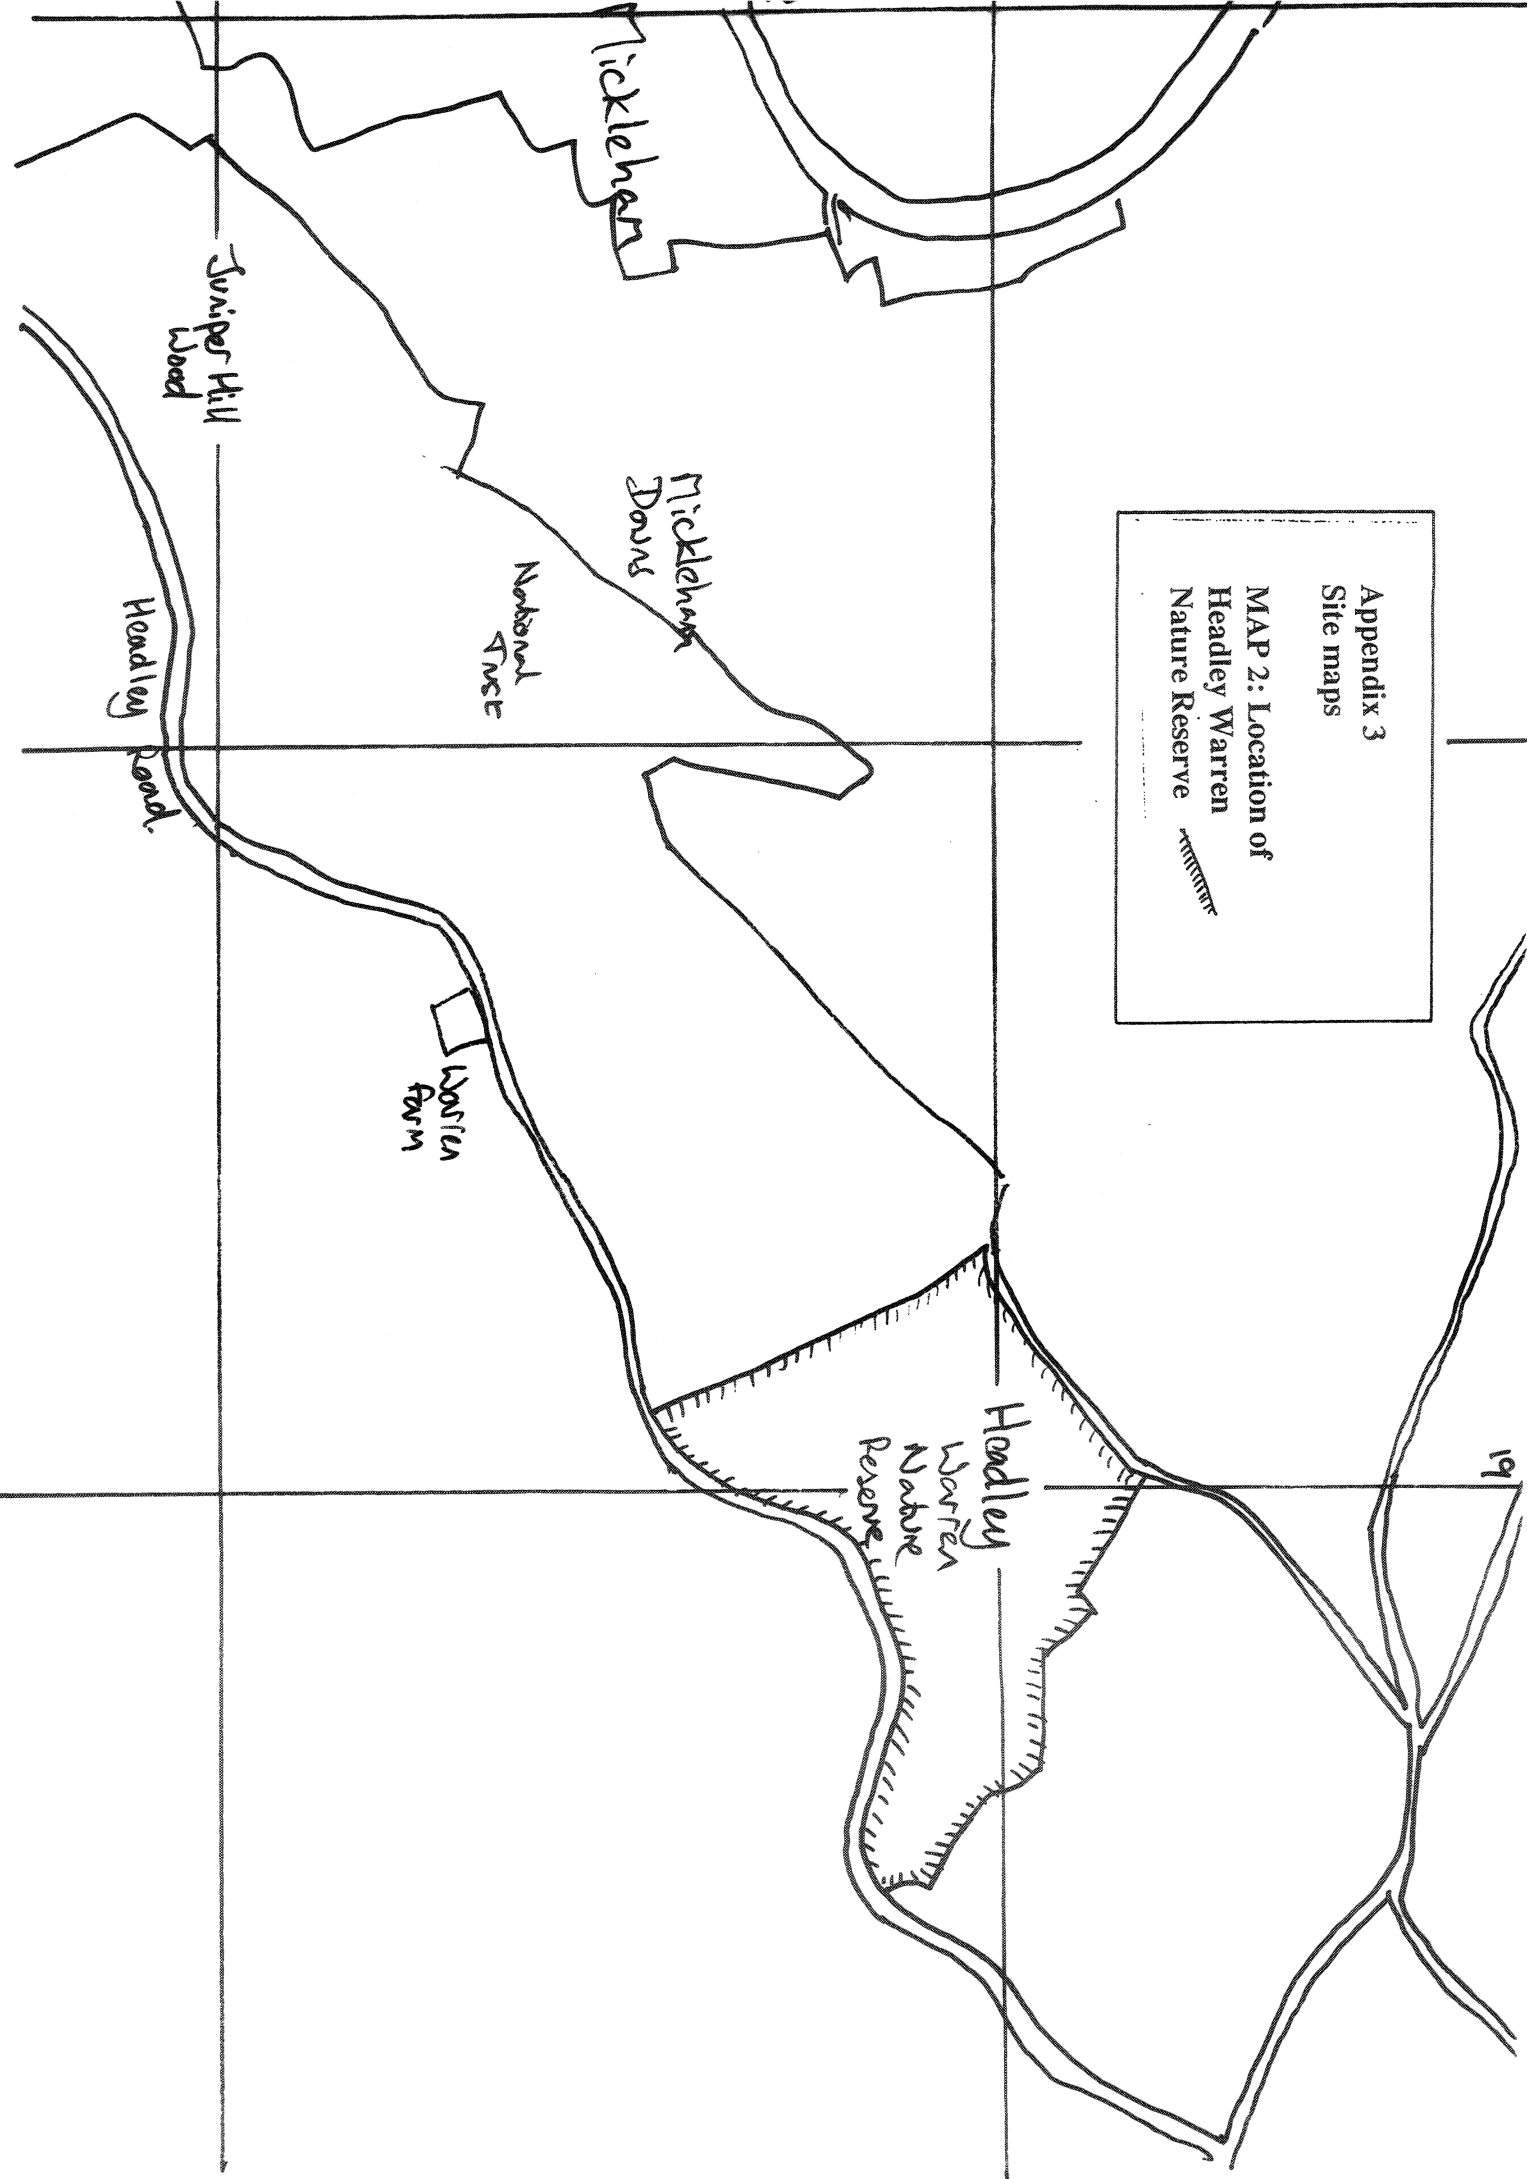 Appendix 3
Site maps
MAP 2: Location of
Headley Warren
Nature Reserve
19
Mickleham
Mickleham
Downs
National
Trust
Juniper Hill
Wood
Headley Road.
Warren
farm
Headley
Warren
Nature
Reserve